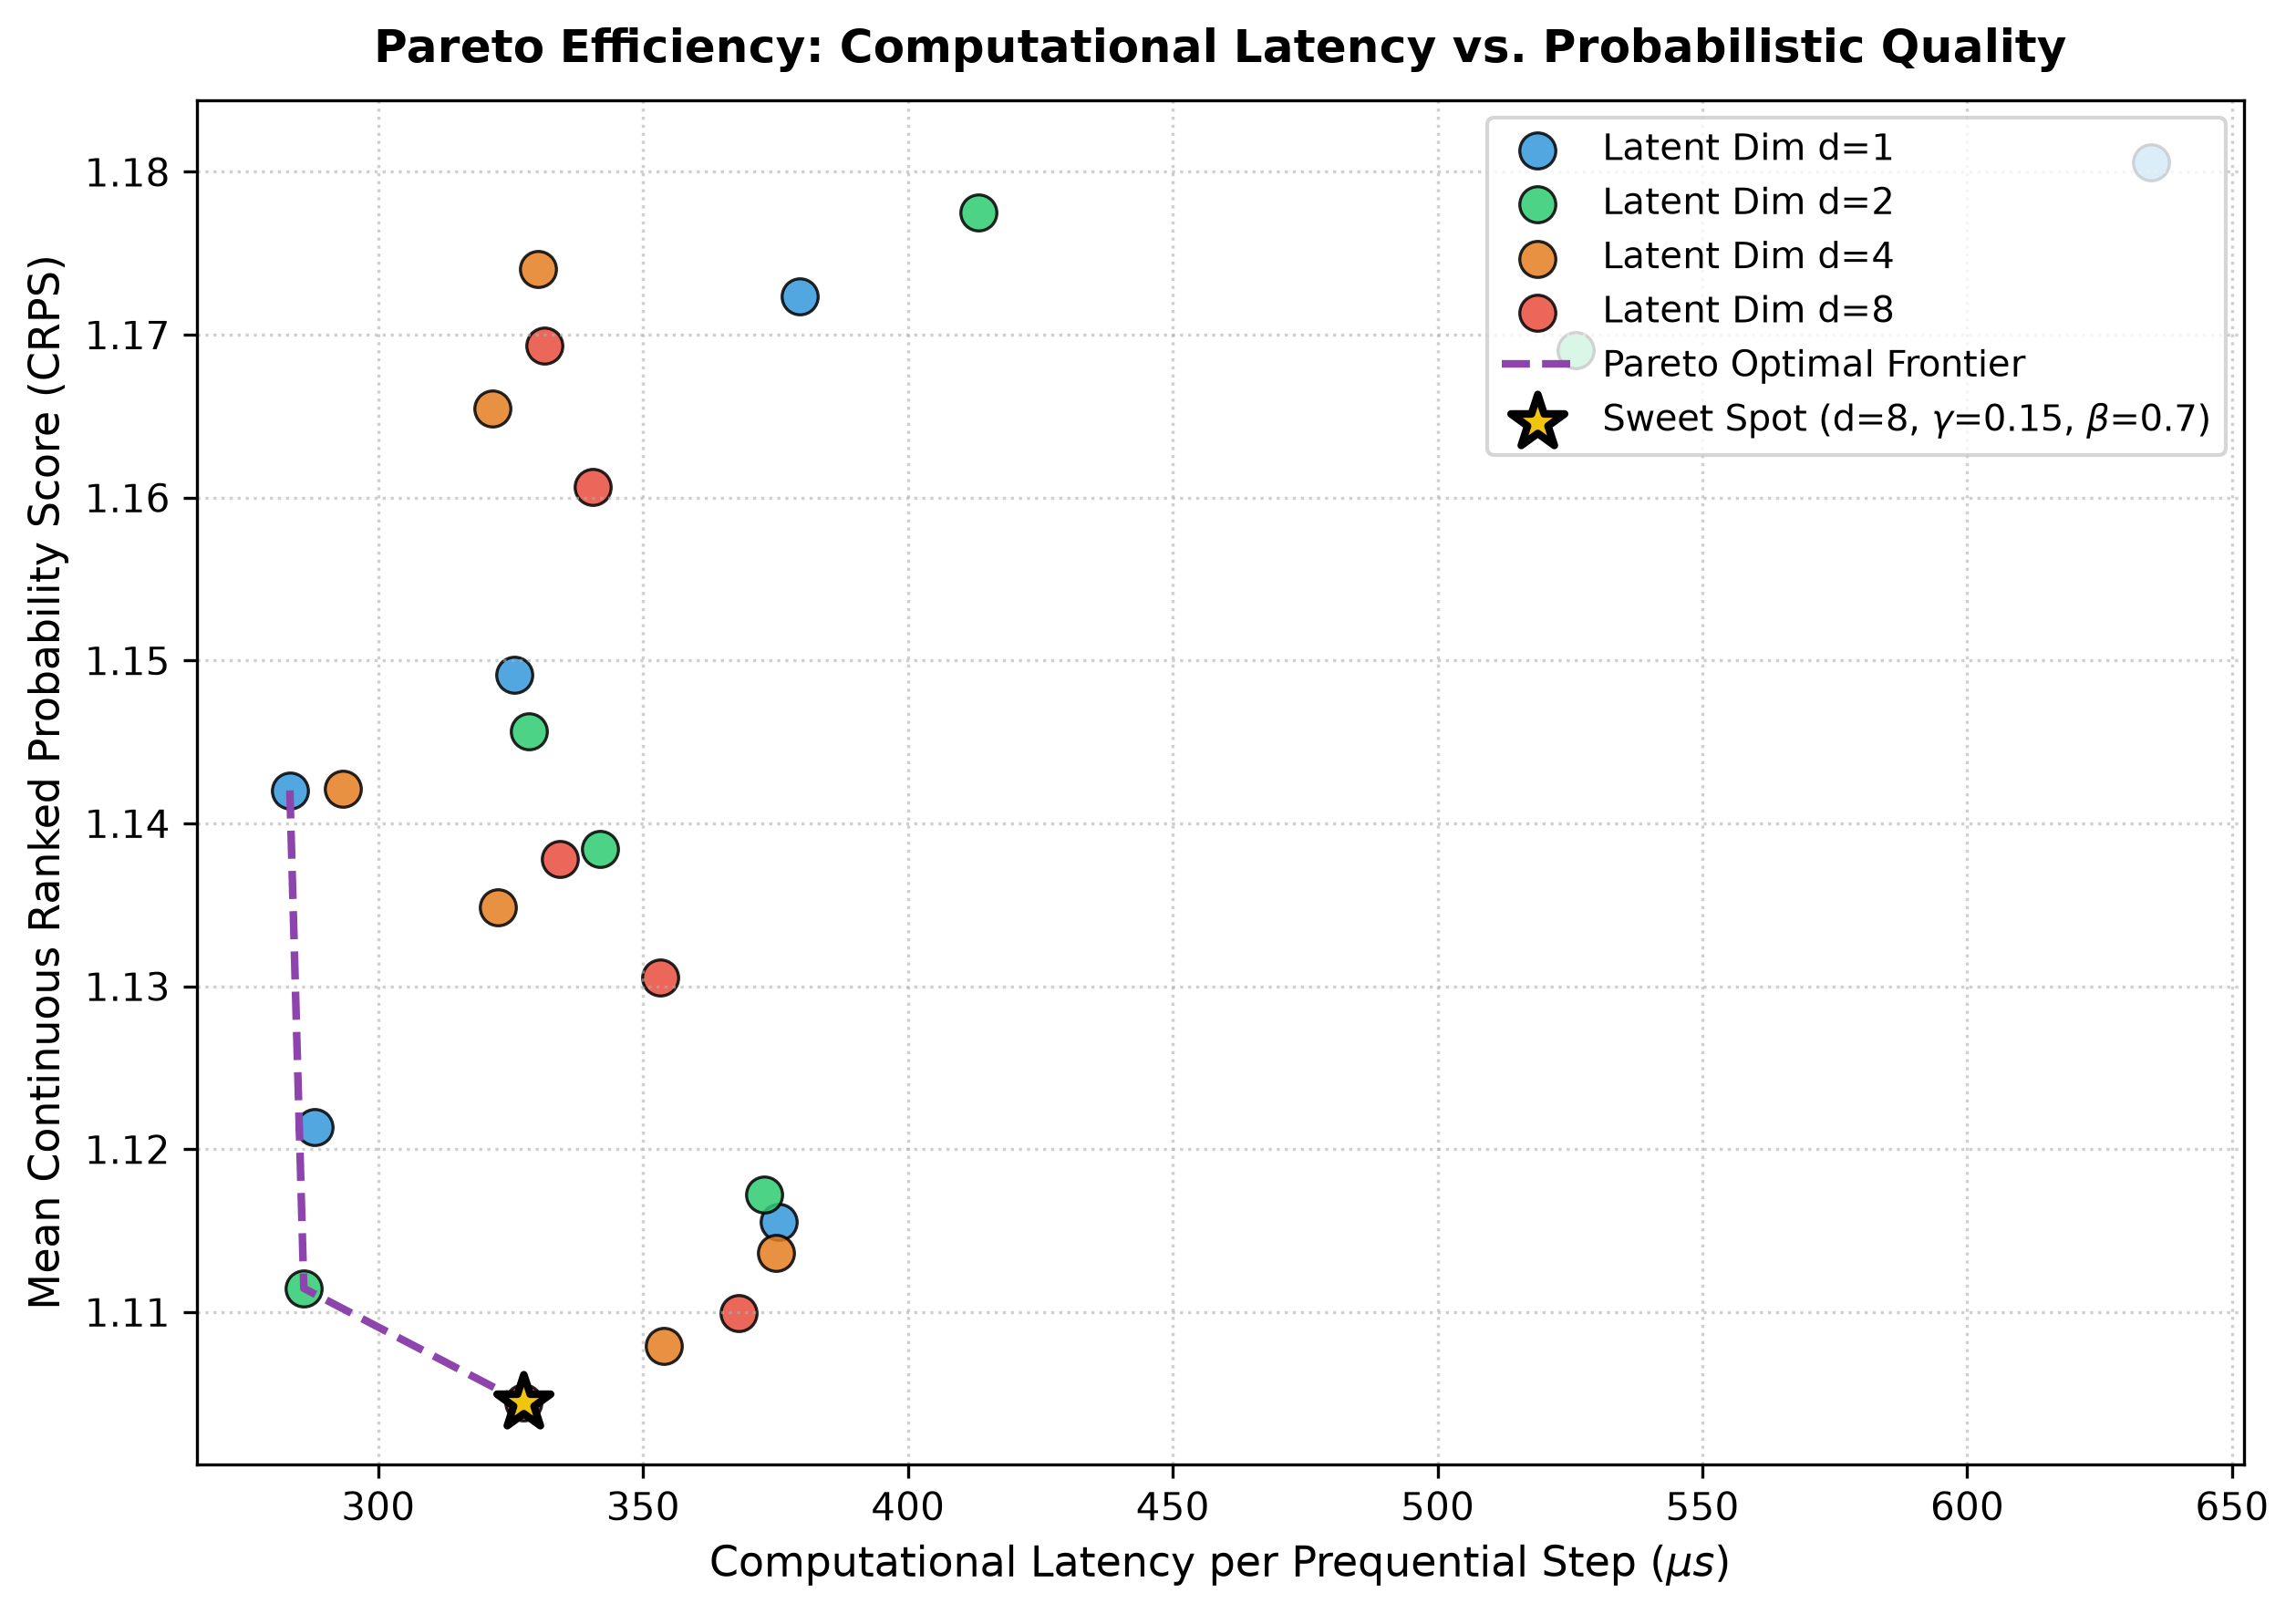 Pareto Efficiency: Computational Latency vs. Probabilistic Quality
Mean Continuous Ranked Probability Score (CRPS)
1.18
1.17
1.16
1.15
1.14
1.13
1.12
1.11
Latent Dim d=1
Latent Dim d=2
Latent Dim d=4
Latent Dim d=8
Pareto Optimal Frontier
Sweet Spot (d=8, γ=0.15, β=0.7)
300 350 400 450 500 550 600 650
Computational Latency per Prequential Step (μs)